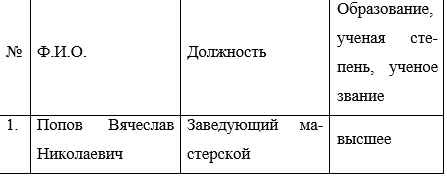 №
Ф.И.О.
Должность
Образование,
ученая сте-
пень, ученое
звание
1.
Попов Вячеслав
Николаевич
Заведующий ма-
стерской
высшее